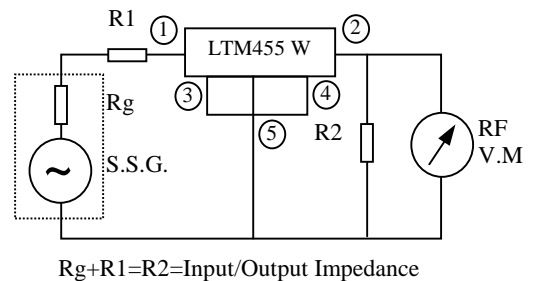 R1
1
LTM455 W
2
3
4
Rg
5
R2
RF
V.M
S.S.G.
~
Rg+R1=R2=Input/Output Impedance